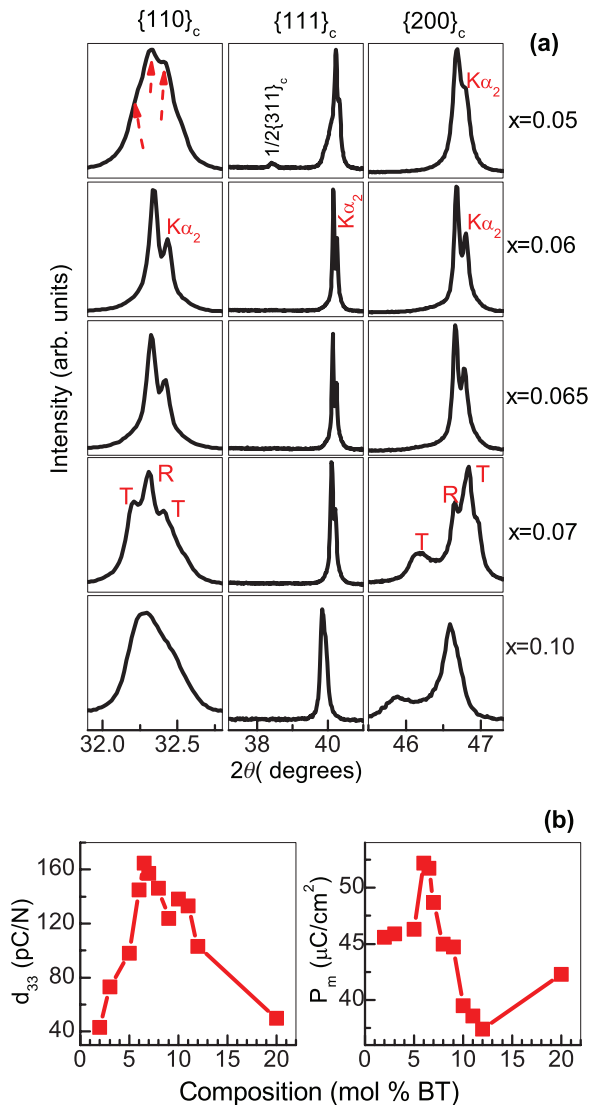 {110}c {111}c {200}c
(a)
1/2{311}c
Kα2
x=0.05
Kα2
Kα2
Kα2
x=0.06
x=0.065
T
R
T
T
R
T
x=0.07
x=0.10
Intensity (arb. units)
32.0 32.5 38 40 46 47
2θ( degrees)
(b)
160
120
80
40
d33 (pC/N)
0 5 10 15 20
50
45
40
Pm (μC/cm2)
0 5 10 15 20
Composition (mol % BT)